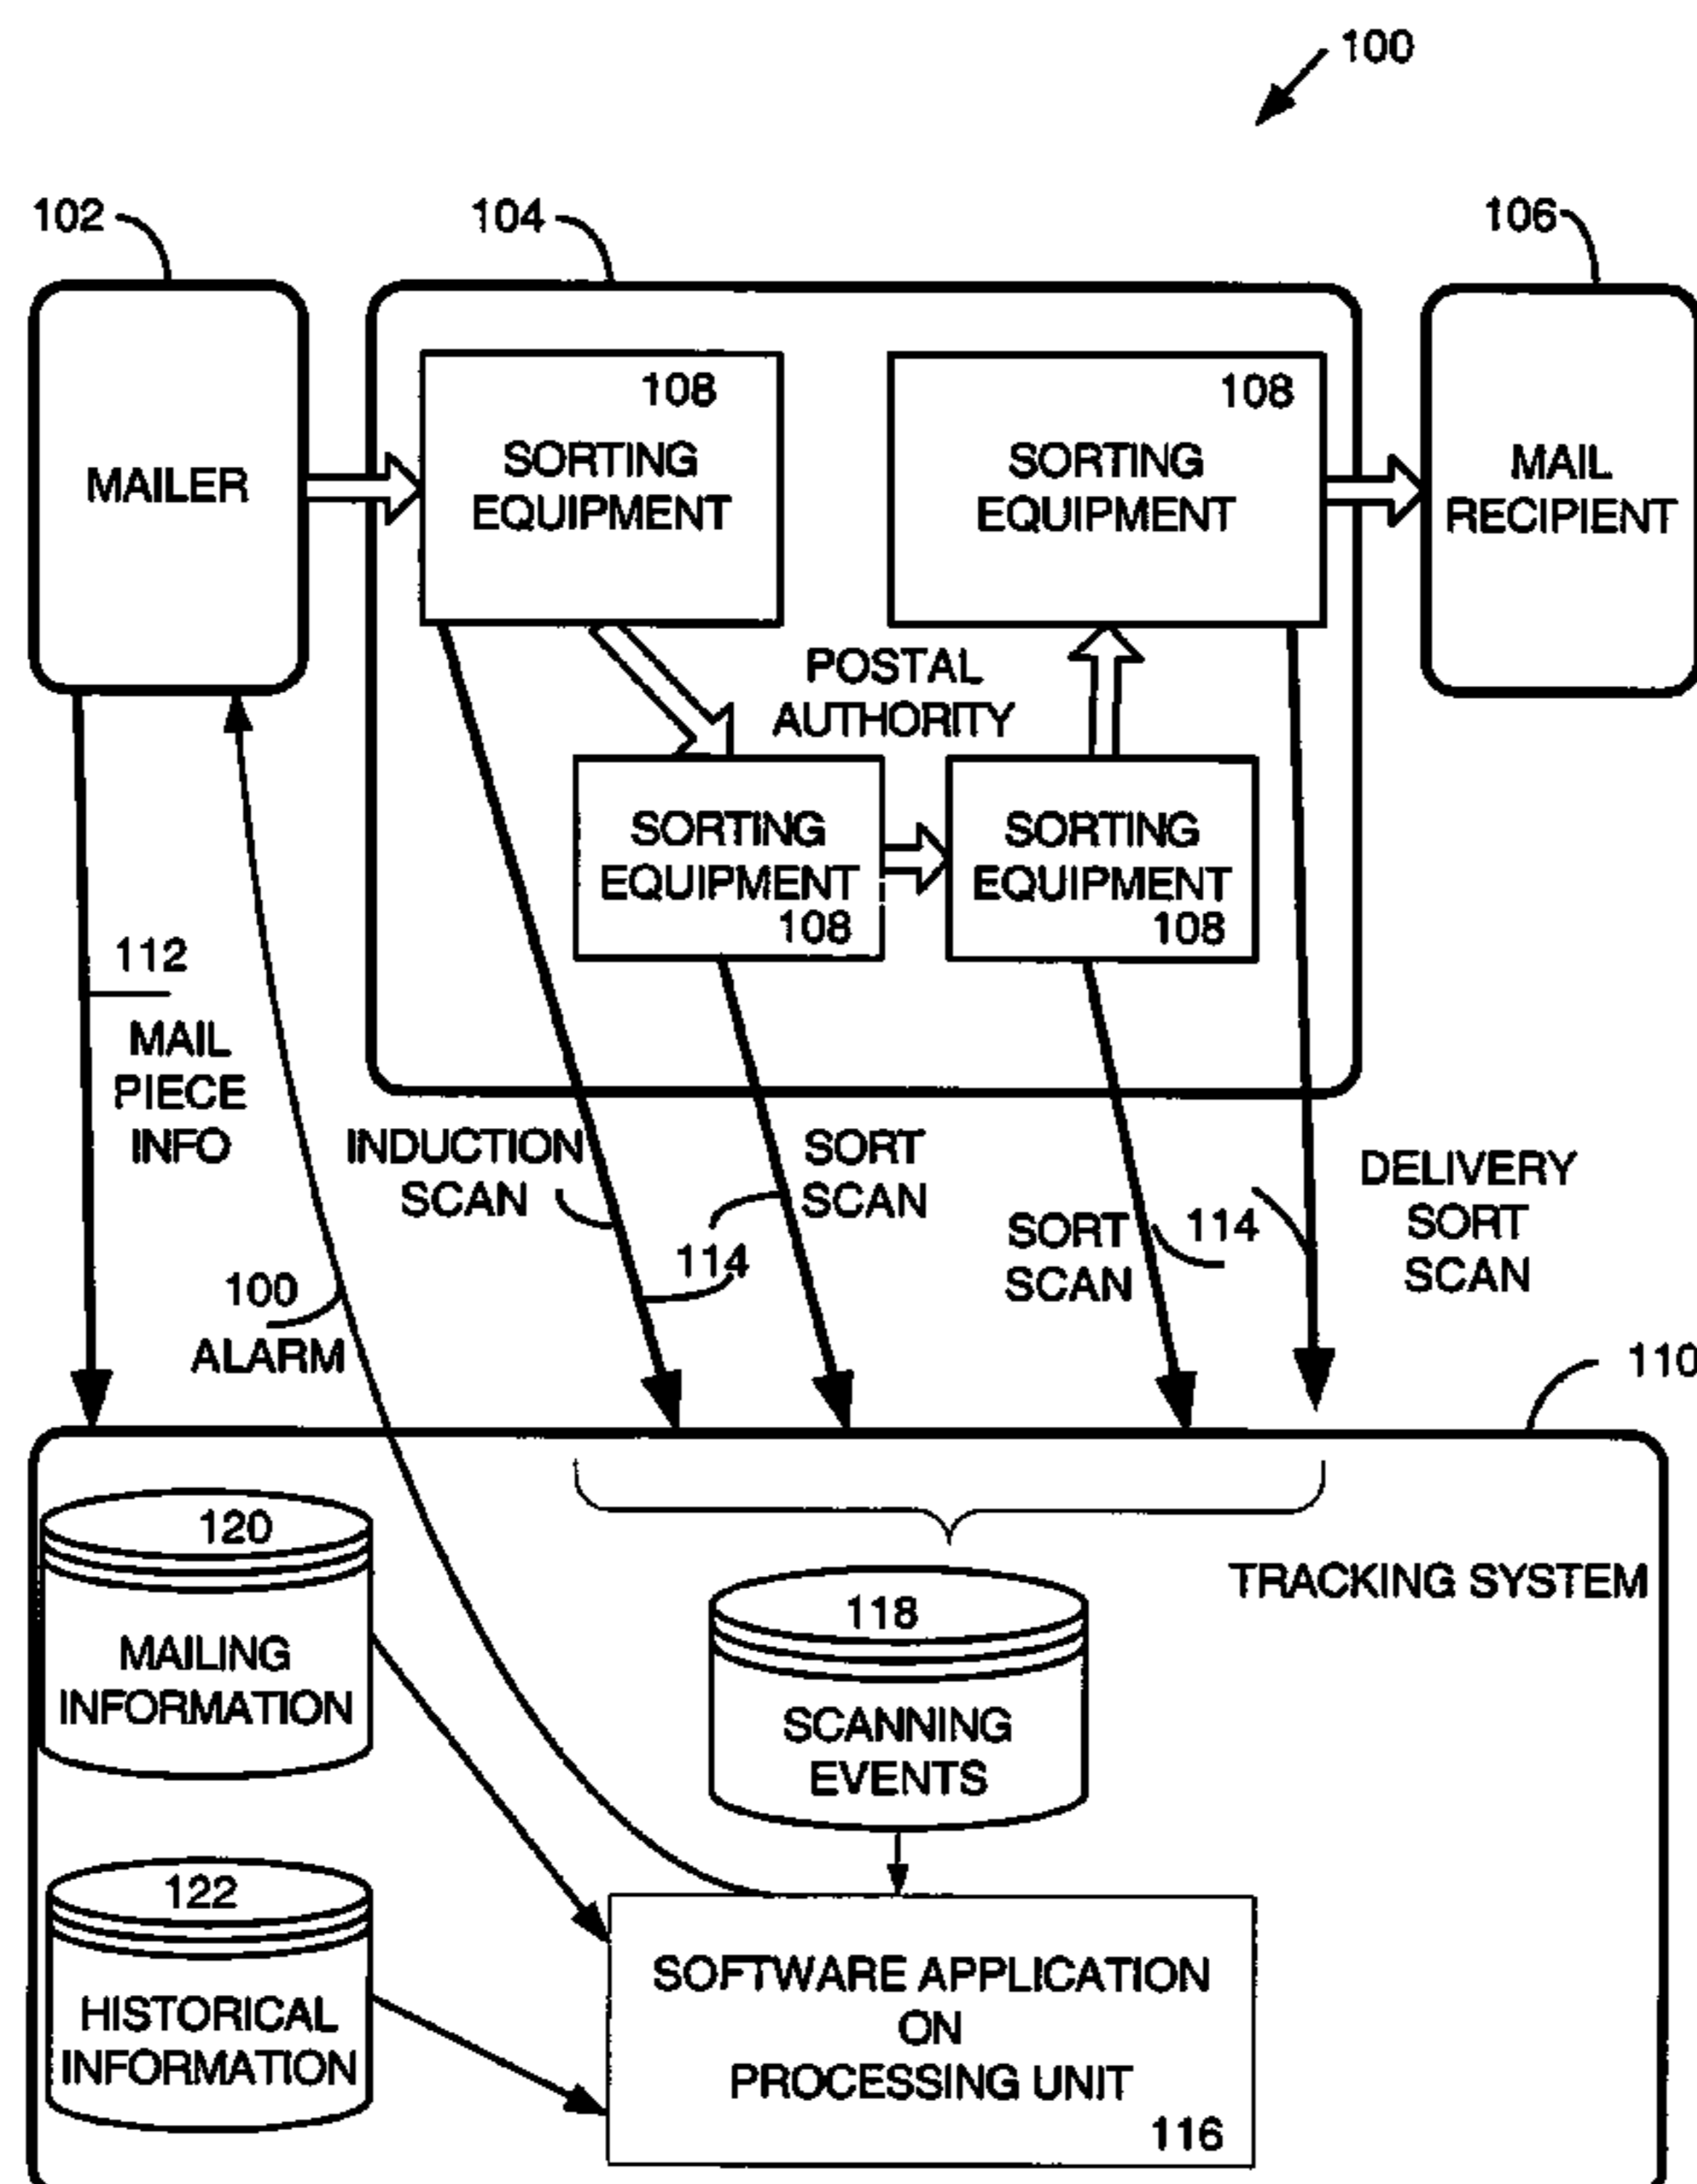 100
102
104
106
108
SORTING
EQUIPMENT
108
SORTING
EQUIPMENT
MAILER
MAIL
RECIPIENT
POSTAL
AUTHORITY
SORTING
EQUIPMENT
108
SORTING
EQUIPMENT
108
112
MAIL
PIECE
INFO
INDUCTION
SCAN
SORT
SCAN
114
SORT
SCAN
114
DELIVERY
SORT
SCAN
100
ALARM
110
120
MAILING
INFORMATION
118
SCANNING
EVENTS
TRACKING SYSTEM
122
HISTORICAL
INFORMATION
SOFTWARE APPLICATION
ON
PROCESSING UNIT
116